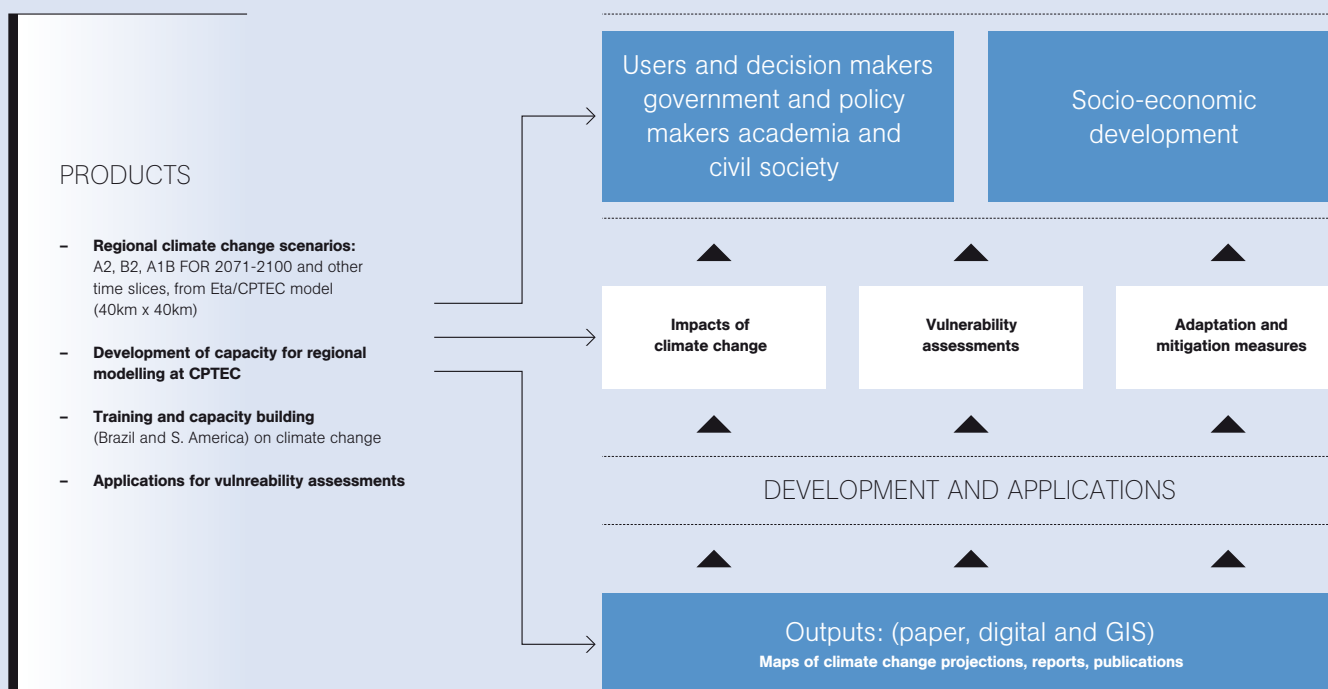 PRODUCTS
– Regional climate change scenarios:
A2, B2, A1B FOR 2071-2100 and other
time slices, from Eta/CPTEC model
(40km x 40km)
– Development of capacity for regional
modelling at CPTEC
– Training and capacity building
(Brazil and S. America) on climate change
– Applications for vulnreability assessments
Users and decision makers
government and policy
makers academia and
civil society
Socio-economic
development
Impacts of
climate change
Vulnerability
assessments
Adaptation and
mitigation measures
DEVELOPMENT AND APPLICATIONS
Outputs: (paper, digital and GIS)
Maps of climate change projections, reports, publications